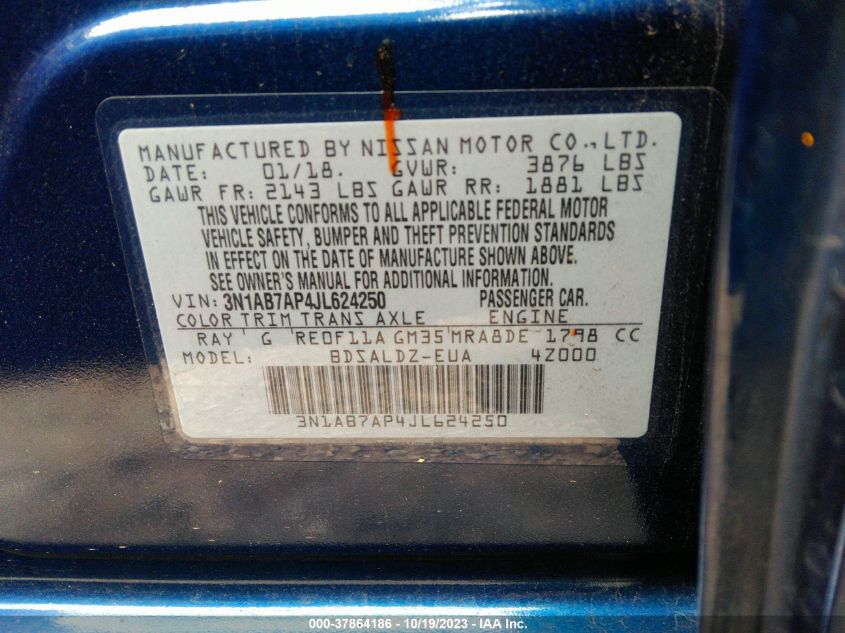 MANUFACTURED BY NISSAN MOTOR CO., LTD.
DATE: 01/18. GVWR: 3876 LBS
GAWR FR: 2143 LBS GAWR RR: 1881 LBS
THIS VEHICLE CONFORMS TO ALL APPLICABLE FEDERAL MOTOR
VEHICLE SAFETY, BUMPER AND THEFT PREVENTION STANDARDS
IN EFFECT ON THE DATE OF MANUFACTURE SHOWN ABOVE.
SEE OWNER'S MANUAL FOR ADDITIONAL INFORMATION.
VIN: 3N1AB7AP4JL624250 PASSENGER CAR.
COLOR TRIM TRANS AXLE ENGINE
RAY G RE0F11A GM35 MRA8DE 1798 CC
MODEL: BDSALDZ-EUA 4Z000
3N1AB7AP4JL624250
000-37864186 - 10/19/2023 - IAA Inc.